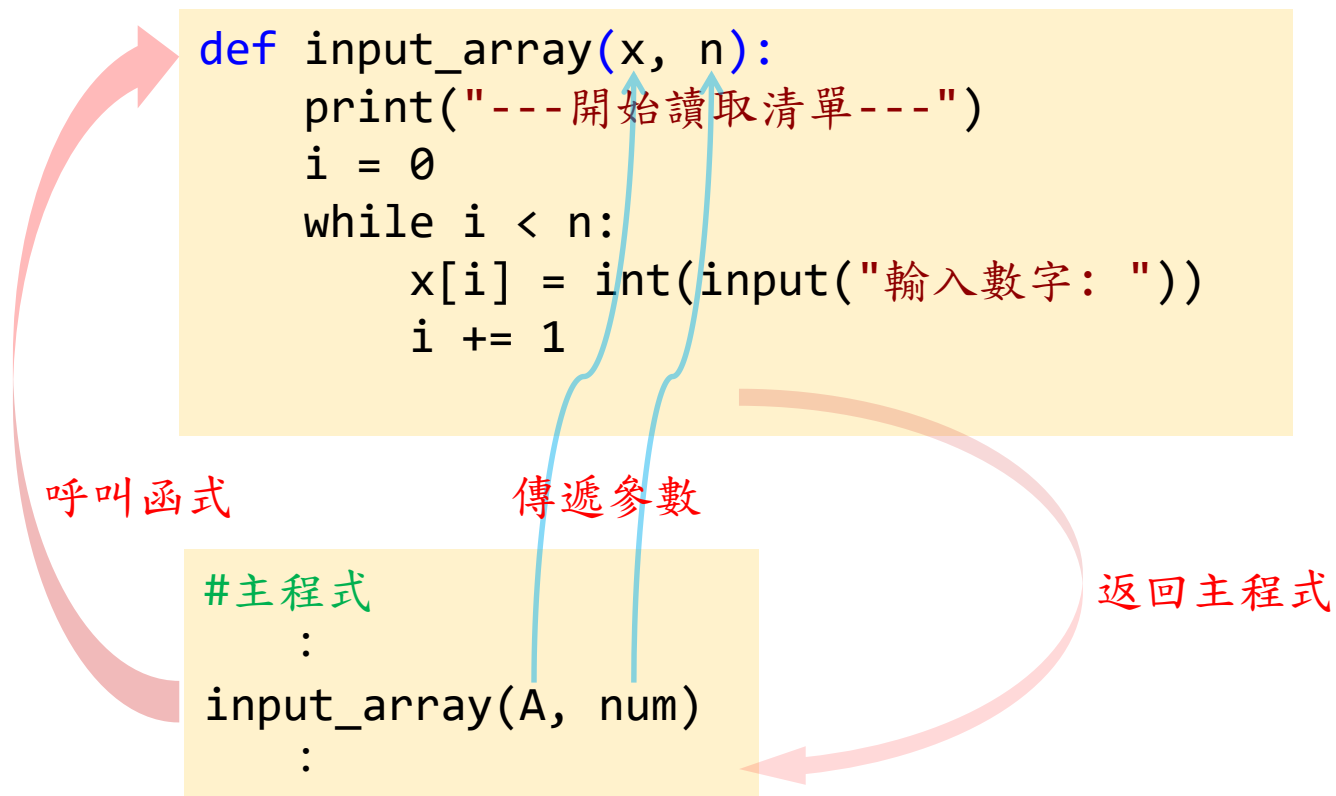 def input_array(x, n):
    print("---開始讀取清單---")
    i = 0
    while i < n:
        x[i] = int(input("輸入數字: "))
        i += 1
呼叫函式
傳遞參數
返回主程式
#主程式
    :
input_array(A, num)
    :